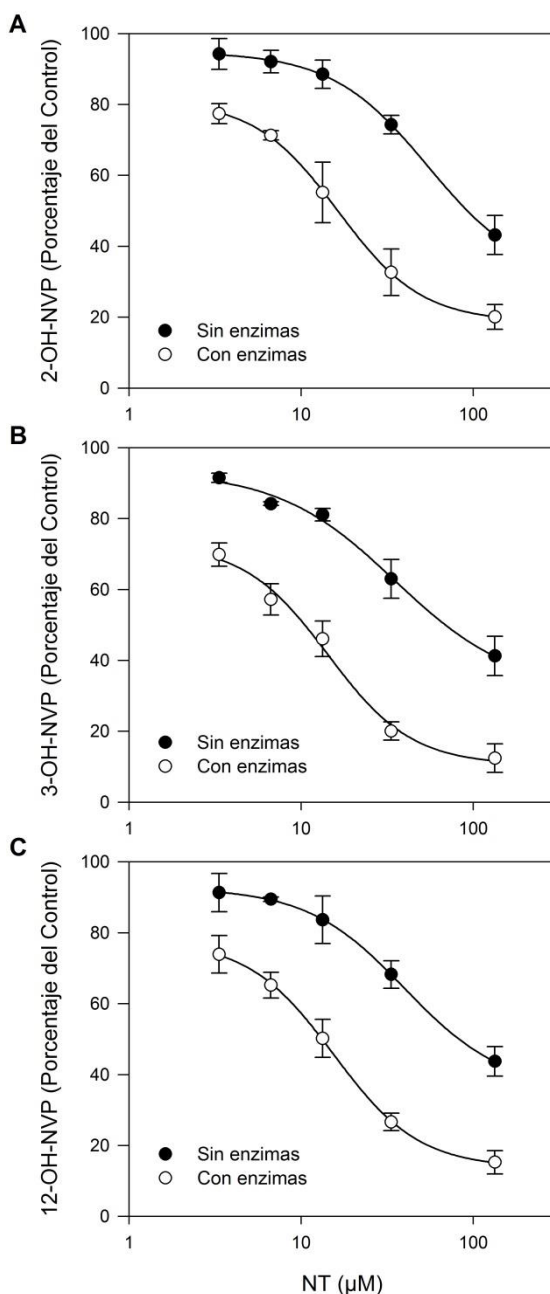 A
2-OH-NVP (Porcentaje del Control)
100
80
60
40
20
0
Sin enzimas
Con enzimas
1
10
100
B
3-OH-NVP (Porcentaje del Control)
100
80
60
40
20
0
Sin enzimas
Con enzimas
1
10
100
C
12-OH-NVP (Porcentaje del Control)
100
80
60
40
20
0
Sin enzimas
Con enzimas
1
10
100
NT (µM)